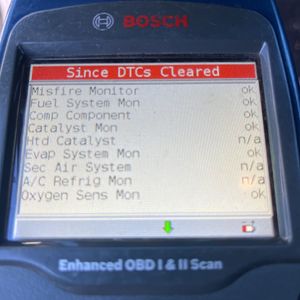 BOSCH
Since DTCs Cleared
Misfire Monitor ok
Fuel System Mon ok
Comp Component ok
Catalyst Mon ok
Htd Catalyst n/a
Evap System Mon ok
Sec Air System n/a
A/C Refrig Mon n/a
Oxygen Sens Mon ok
Enhanced OBD I & II Scan